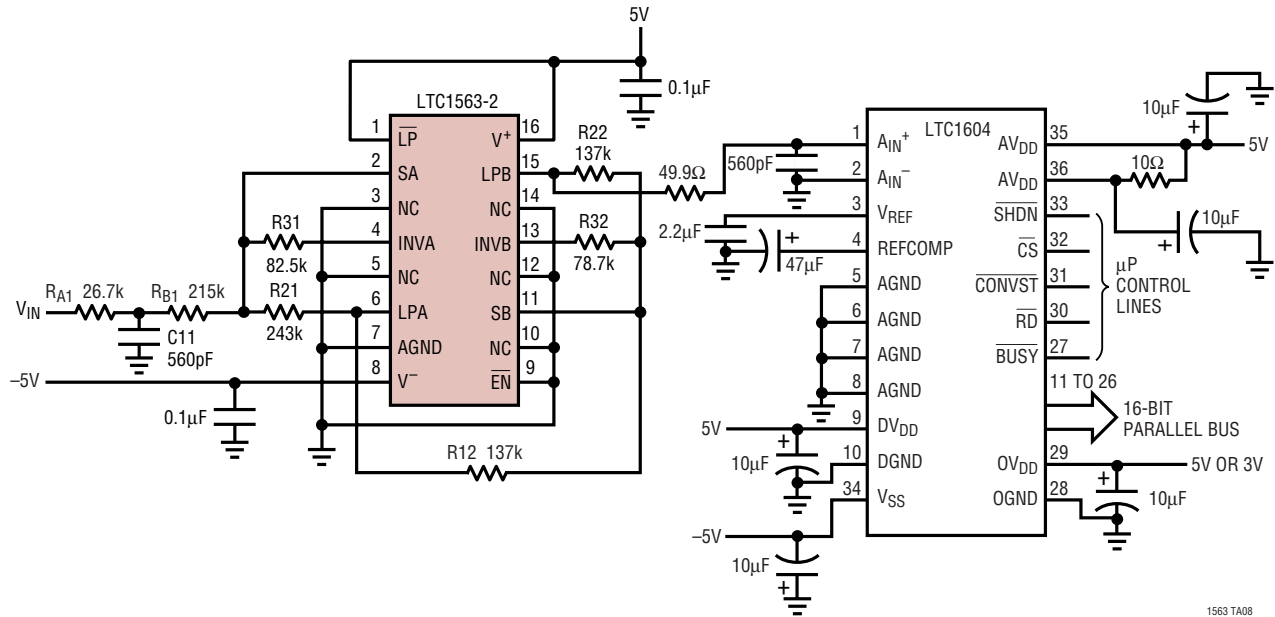 5V
0.1µF
LTC1563-2
1 LP V+ 16
2 SA LPB 15
3 NC NC 14
4 INVA INVB 13
5 NC NC 12
6 LPA SB 11
7 AGND NC 10
8 V− EN 9
R31
82.5k
R21
243k
VIN
RA1 26.7k
RB1 215k
C11
560pF
–5V
0.1µF
R22
137k
R32
78.7k
R12 137k
49.9Ω
560pF
2.2µF
+
47µF
LTC1604
1 AIN+ AVDD 35
2 AIN− AVDD 36
3 VREF SHDN 33
4 REFCOMP CS 32
5 AGND CONVST 31
6 AGND RD 30
7 AGND BUSY 27
8 AGND
11 TO 26
9 DVDD
10 DGND OVDD 29
34 VSS OGND 28
10µF
+
5V
10Ω
10µF
+
µP
CONTROL
LINES
16-BIT
PARALLEL BUS
5V
+
10µF
5V OR 3V
+
10µF
–5V
10µF
+
1563 TA08